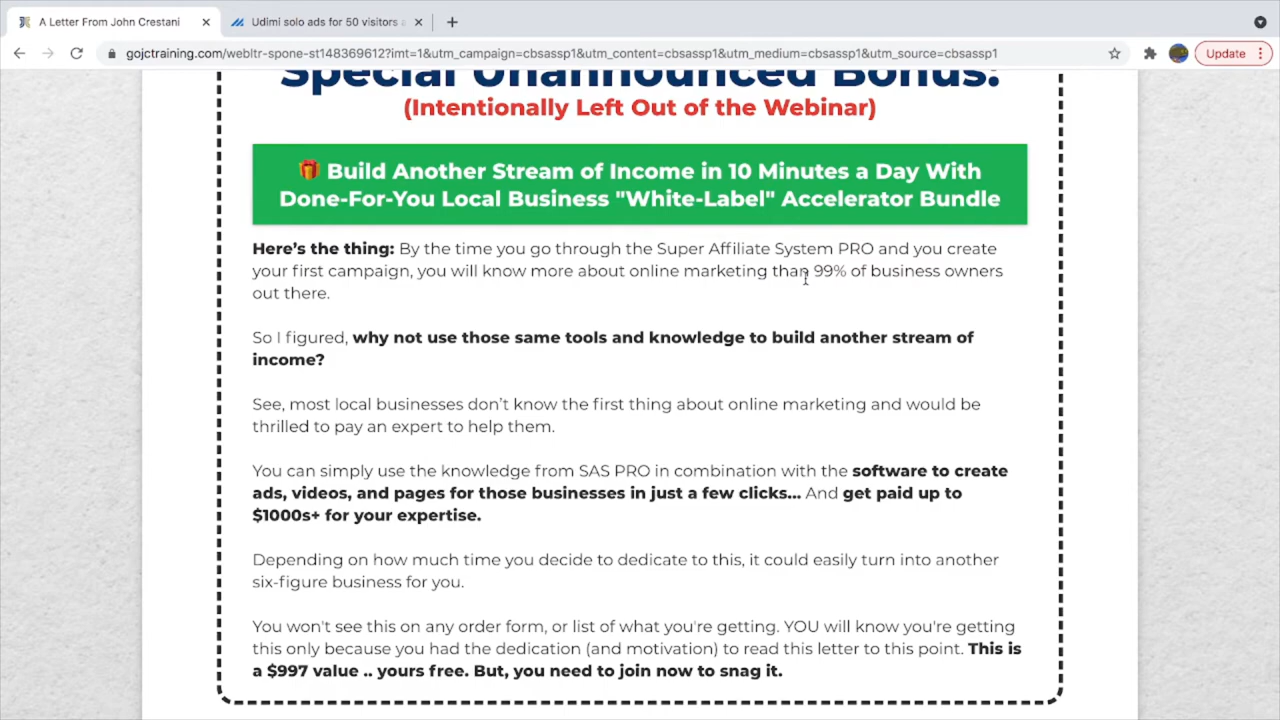 A Letter From John Crestani
Udimi solo ads for 50 visitors a
gojctraining.com/webltr-spone-st148369612?imt=1&utm_campaign=cbsassp1&utm_content=cbsassp1&utm_medium=cbsassp1&utm_source=cbsassp1
Update
Special Unannounced Bonus:
(Intentionally Left Out of the Webinar)
🎁 Build Another Stream of Income in 10 Minutes a Day With
Done-For-You Local Business "White-Label" Accelerator Bundle
Here's the thing: By the time you go through the Super Affiliate System PRO and you create
your first campaign, you will know more about online marketing than 99% of business owners
out there.
So I figured, why not use those same tools and knowledge to build another stream of
income?
See, most local businesses don't know the first thing about online marketing and would be
thrilled to pay an expert to help them.
You can simply use the knowledge from SAS PRO in combination with the software to create
ads, videos, and pages for those businesses in just a few clicks... And get paid up to
$1000s+ for your expertise.
Depending on how much time you decide to dedicate to this, it could easily turn into another
six-figure business for you.
You won't see this on any order form, or list of what you're getting. YOU will know you're getting
this only because you had the dedication (and motivation) to read this letter to this point. This is
a $997 value .. yours free. But, you need to join now to snag it.